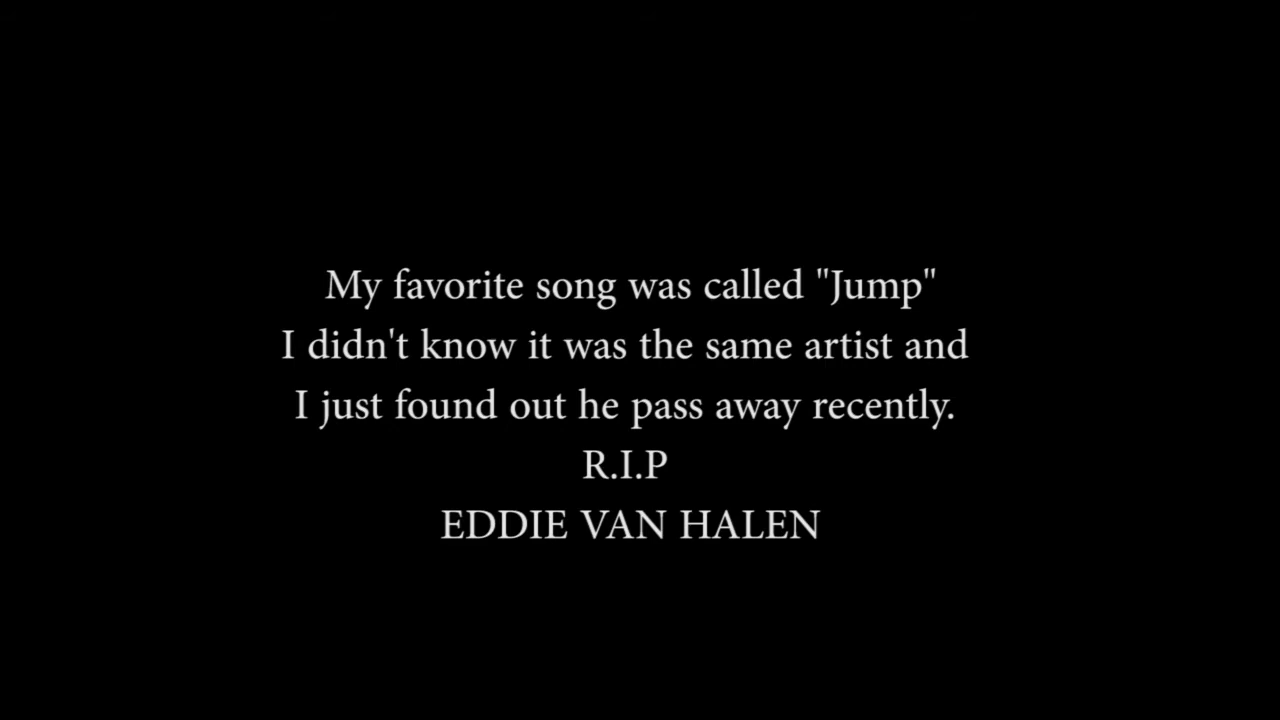 My favorite song was called "Jump"
I didn't know it was the same artist and
I just found out he pass away recently.
R.I.P
EDDIE VAN HALEN